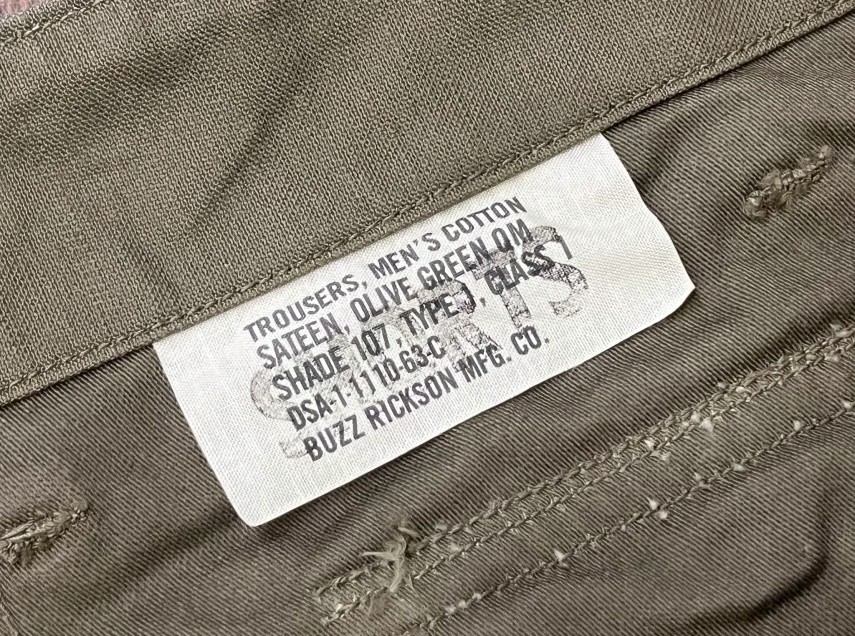 TROUSERS, MEN'S COTTON
SATEEN, OLIVE GREEN QM
SHADE 107, TYPE I, CLASS 1
DSA-1-1110-63-C
BUZZ RICKSON MFG. CO.
SHORTS